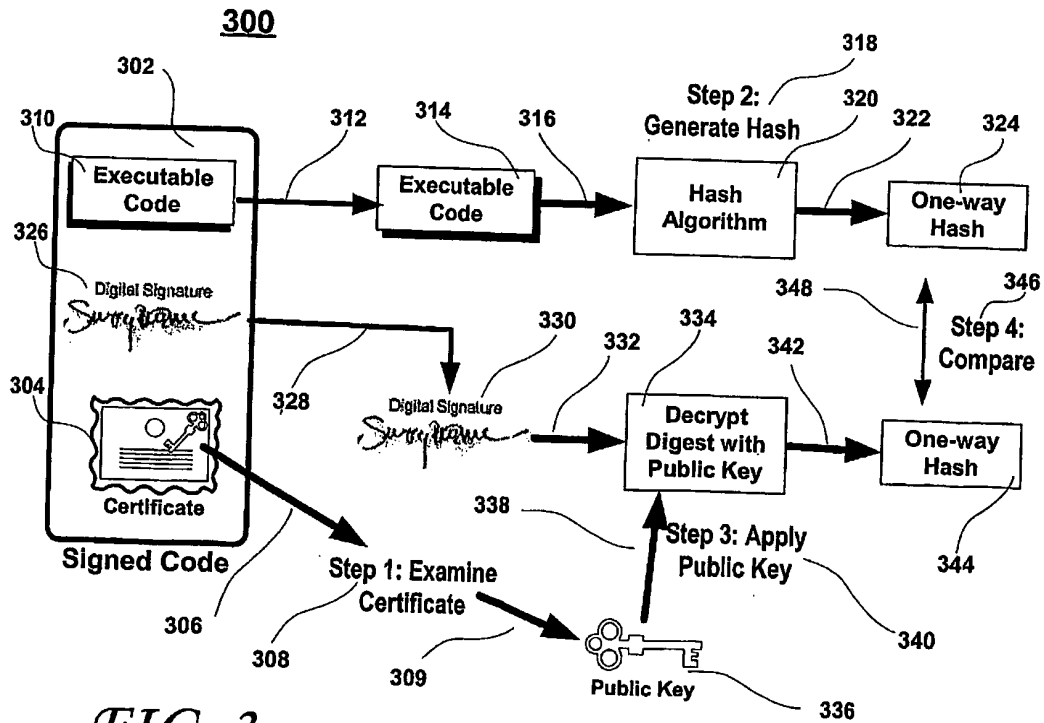 300
302
310
Executable
Code
312
314
Executable
Code
316
318
Step 2:
Generate Hash
320
Hash
Algorithm
322
324
One-way
Hash
326
Digital Signature
328
330
Digital Signature
332
334
Decrypt
Digest with
Public Key
342
348
346
Step 4:
Compare
One-way
Hash
344
304
Certificate
Signed Code
306
Step 1: Examine
Certificate
308
309
338
Step 3: Apply
Public Key
340
Public Key
336
FIG. 3